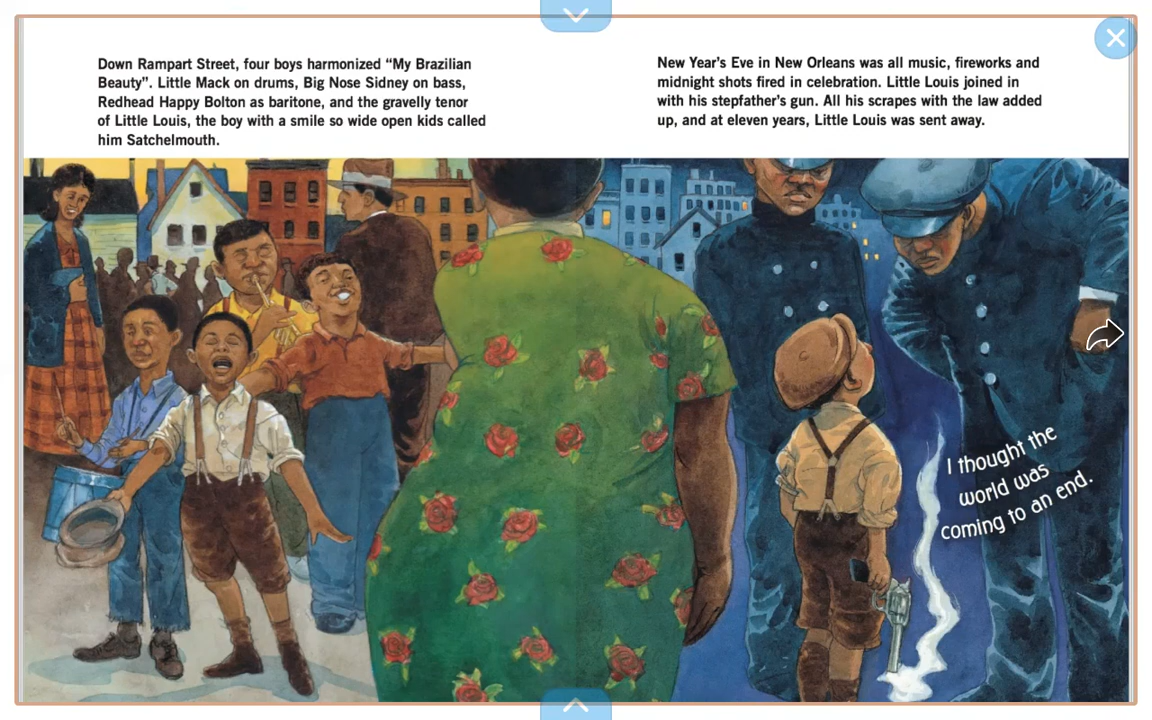 Down Rampart Street, four boys harmonized “My Brazilian
Beauty”. Little Mack on drums, Big Nose Sidney on bass,
Redhead Happy Bolton as baritone, and the gravelly tenor
of Little Louis, the boy with a smile so wide open kids called
him Satchelmouth.
New Year’s Eve in New Orleans was all music, fireworks and
midnight shots fired in celebration. Little Louis joined in
with his stepfather’s gun. All his scrapes with the law added
up, and at eleven years, Little Louis was sent away.
I thought the
world was
coming to an end.